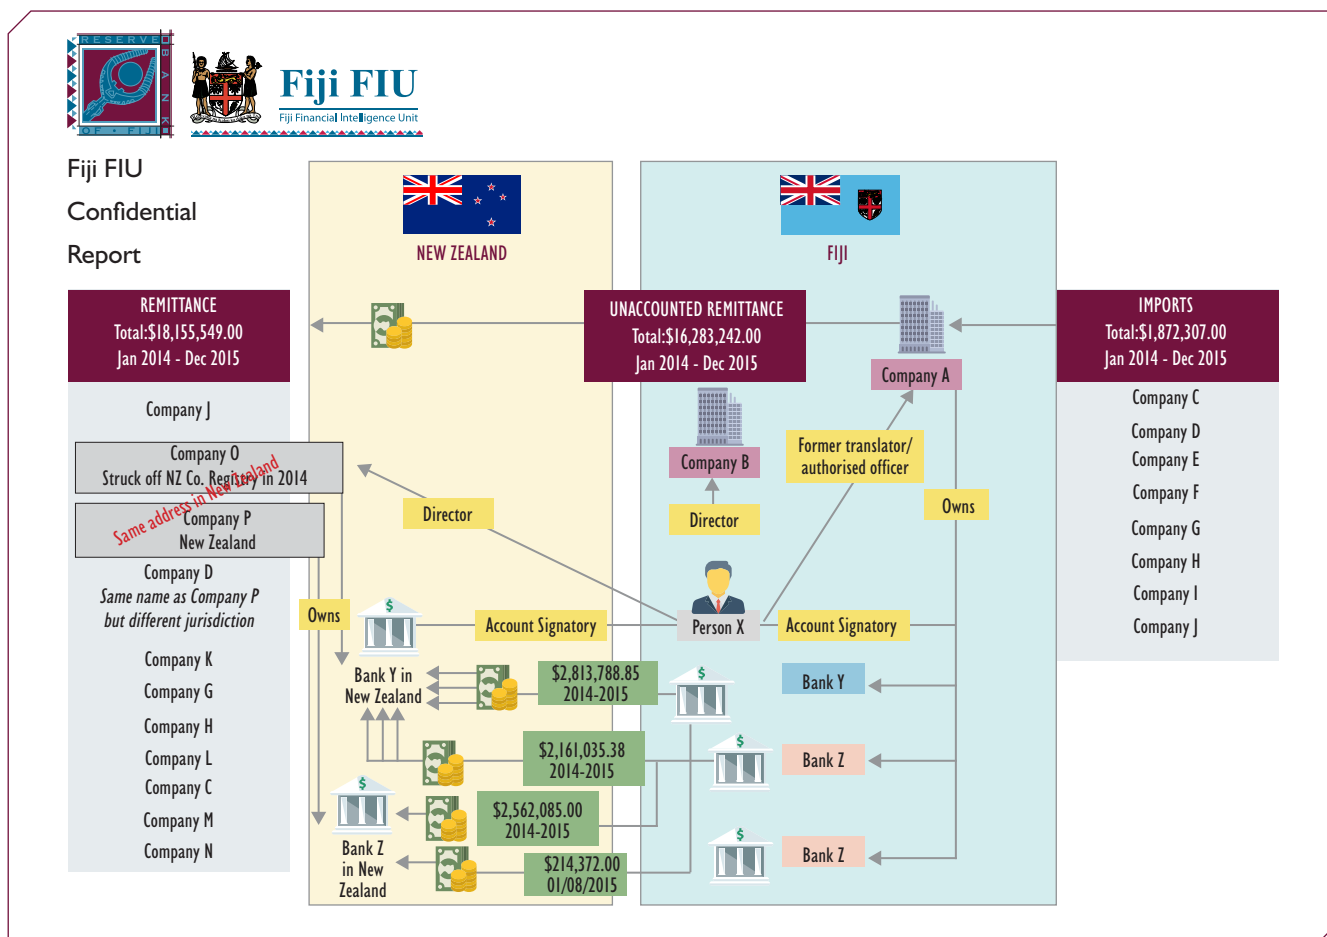 RESERVE
BANK
OF • FIJI
Fiji FIU
Fiji Financial Intelligence Unit
Fiji FIU
Confidential
Report
NEW ZEALAND
FIJI
REMITTANCE
Total:$18,155,549.00
Jan 2014 - Dec 2015
UNACCOUNTED REMITTANCE
Total:$16,283,242.00
Jan 2014 - Dec 2015
IMPORTS
Total:$1,872,307.00
Jan 2014 - Dec 2015
Company A
Company J
Company O
Struck off NZ Co. Registry in 2014
Same address in New Zealand
Company P
New Zealand
Company D
Same name as Company P
but different jurisdiction
Company K
Company G
Company H
Company L
Company C
Company M
Company N
Company B
Former translator/
authorised officer
Director
Director
Owns
Owns
Account Signatory
Person X
Account Signatory
Bank Y in
New Zealand
$2,813,788.85
2014-2015
Bank Y
$2,161,035.38
2014-2015
Bank Z
$2,562,085.00
2014-2015
Bank Z
in New
Zealand
$214,372.00
01/08/2015
Bank Z
Company C
Company D
Company E
Company F
Company G
Company H
Company I
Company J
$
$
$
$
$